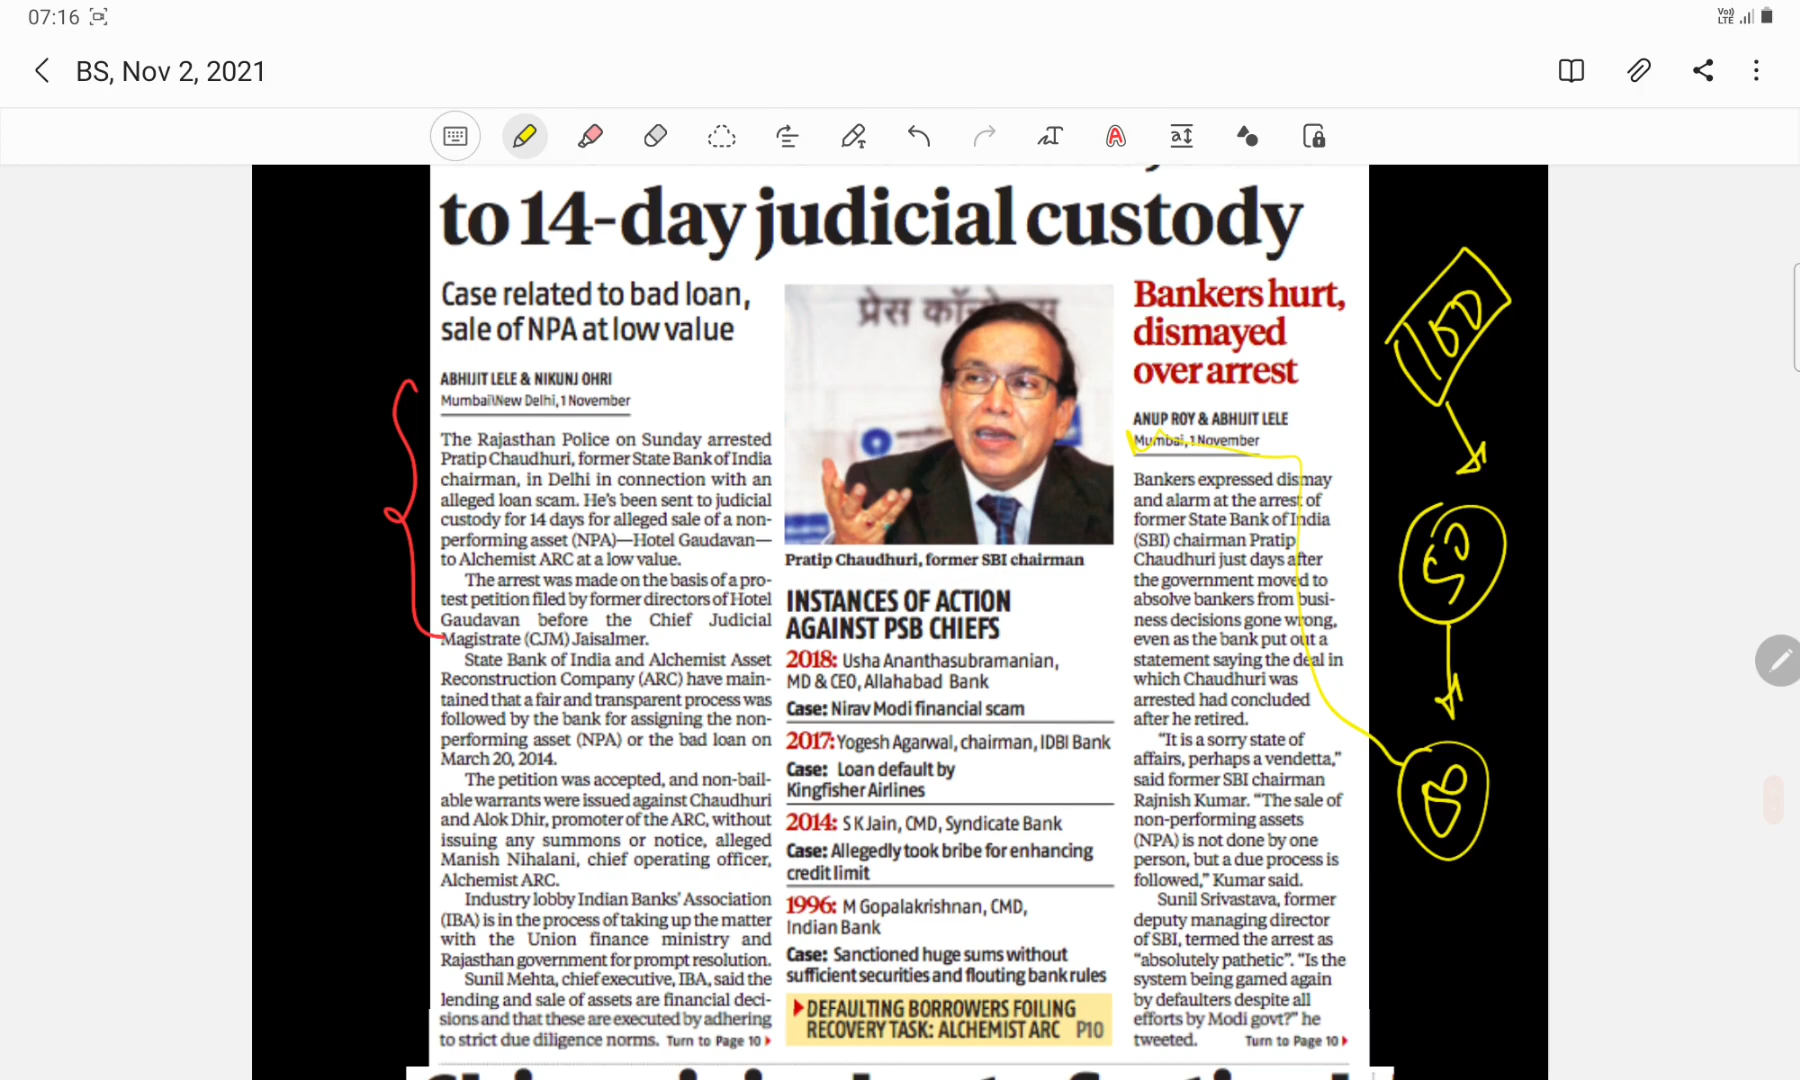 07:16
VoLTE
BS, Nov 2, 2021
to 14-day judicial custody
Case related to bad loan,
sale of NPA at low value
ABHIJIT LELE & NIKUNJ OHRI
Mumbai\New Delhi, 1 November
The Rajasthan Police on Sunday arrested
Pratip Chaudhuri, former State Bank of India
chairman, in Delhi in connection with an
alleged loan scam. He's been sent to judicial
custody for 14 days for alleged sale of a non-
performing asset (NPA)—Hotel Gaudavan—
to Alchemist ARC at a low value.
The arrest was made on the basis of a pro-
test petition filed by former directors of Hotel
Gaudavan before the Chief Judicial
Magistrate (CJM) Jaisalmer.
State Bank of India and Alchemist Asset
Reconstruction Company (ARC) have main-
tained that a fair and transparent process was
followed by the bank for assigning the non-
performing asset (NPA) or the bad loan on
March 20, 2014.
The petition was accepted, and non-bail-
able warrants were issued against Chaudhuri
and Alok Dhir, promoter of the ARC, without
issuing any summons or notice, alleged
Manish Nihalani, chief operating officer,
Alchemist ARC.
Industry lobby Indian Banks' Association
(IBA) is in the process of taking up the matter
with the Union finance ministry and
Rajasthan government for prompt resolution.
Sunil Mehta, chief executive, IBA, said the
lending and sale of assets are financial deci-
sions and that these are executed by adhering
to strict due diligence norms. Turn to Page 10
प्रेस
Pratip Chaudhuri, former SBI chairman
INSTANCES OF ACTION
AGAINST PSB CHIEFS
2018: Usha Ananthasubramanian,
MD & CEO, Allahabad Bank
Case: Nirav Modi financial scam
2017: Yogesh Agarwal, chairman, IDBI Bank
Case: Loan default by
Kingfisher Airlines
2014: S K Jain, CMD, Syndicate Bank
Case: Allegedly took bribe for enhancing
credit limit
1996: M Gopalakrishnan, CMD,
Indian Bank
Case: Sanctioned huge sums without
sufficient securities and flouting bank rules
DEFAULTING BORROWERS FOILING
RECOVERY TASK: ALCHEMIST ARC P10
Bankers hurt,
dismayed
over arrest
ANUP ROY & ABHIJIT LELE
Mumbai, 1 November
Bankers expressed dismay
and alarm at the arrest of
former State Bank of India
(SBI) chairman Pratip
Chaudhuri just days after
the government moved to
absolve bankers from busi-
ness decisions gone wrong,
even as the bank put out a
statement saying the deal in
which Chaudhuri was
arrested had concluded
after he retired.
"It is a sorry state of
affairs, perhaps a vendetta,"
said former SBI chairman
Rajnish Kumar. "The sale of
non-performing assets
(NPA) is not done by one
person, but a due process is
followed," Kumar said.
Sunil Srivastava, former
deputy managing director
of SBI, termed the arrest as
"absolutely pathetic". "Is the
system being gamed again
by defaulters despite all
efforts by Modi govt?" he
tweeted. Turn to Page 10
50